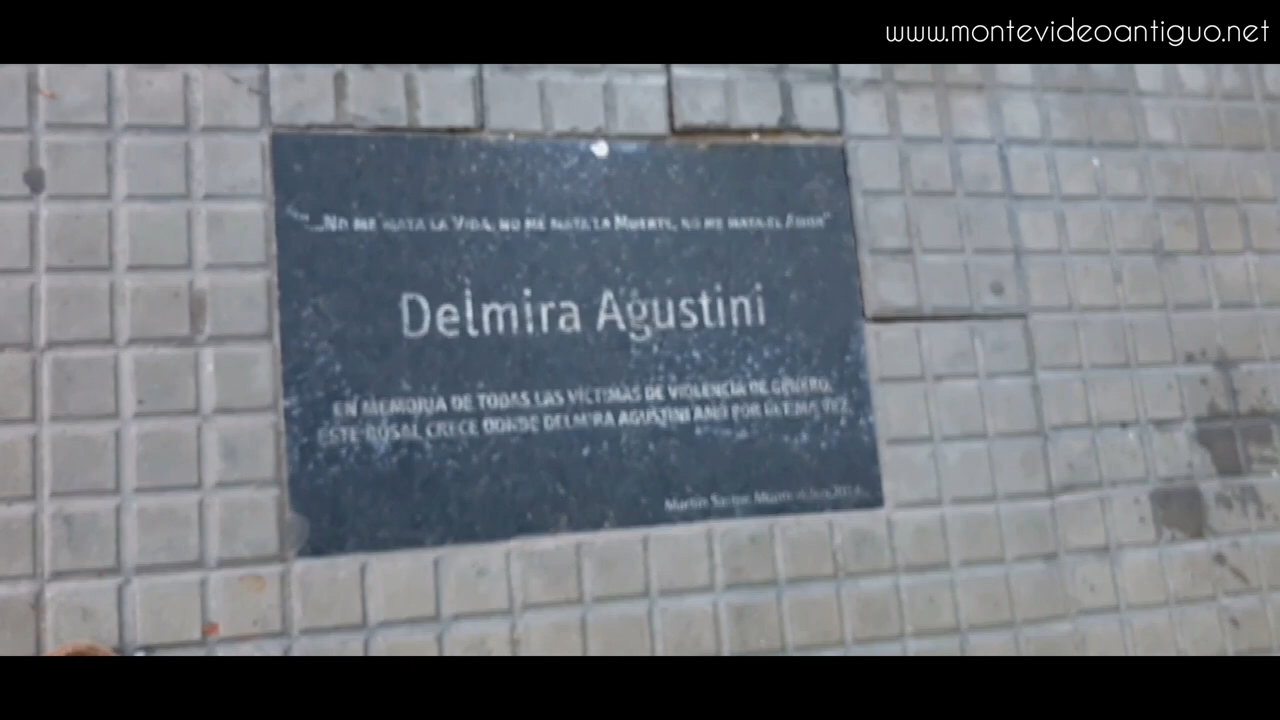 www.montevideoantiguo.net
"...No me mata la Vida, no me mata la Muerte, no me mata el Amor"
Delmira Agustini
EN MEMORIA DE TODAS LAS VÍCTIMAS DE VIOLENCIA DE GÉNERO.
ESTE ROSAL CRECE DONDE DELMIRA AGUSTINI AMÓ POR ÚLTIMA VEZ.
Martín